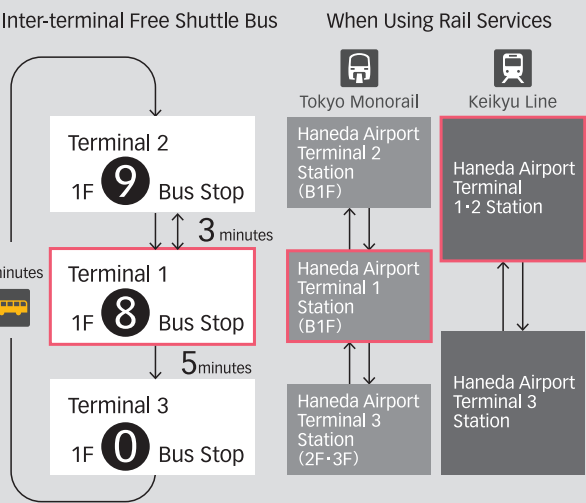 Inter-terminal Free Shuttle Bus
When Using Rail Services
Tokyo Monorail
Keikyu Line
Terminal 2
1F 9 Bus Stop
3 minutes
Terminal 1
1F 8 Bus Stop
5 minutes
Terminal 3
1F 0 Bus Stop
Haneda Airport
Terminal 2
Station
(B1F)
Haneda Airport
Terminal 1
Station
(B1F)
Haneda Airport
Terminal 3
Station
(2F・3F)
Haneda Airport
Terminal
1・2 Station
Haneda Airport
Terminal 3
Station